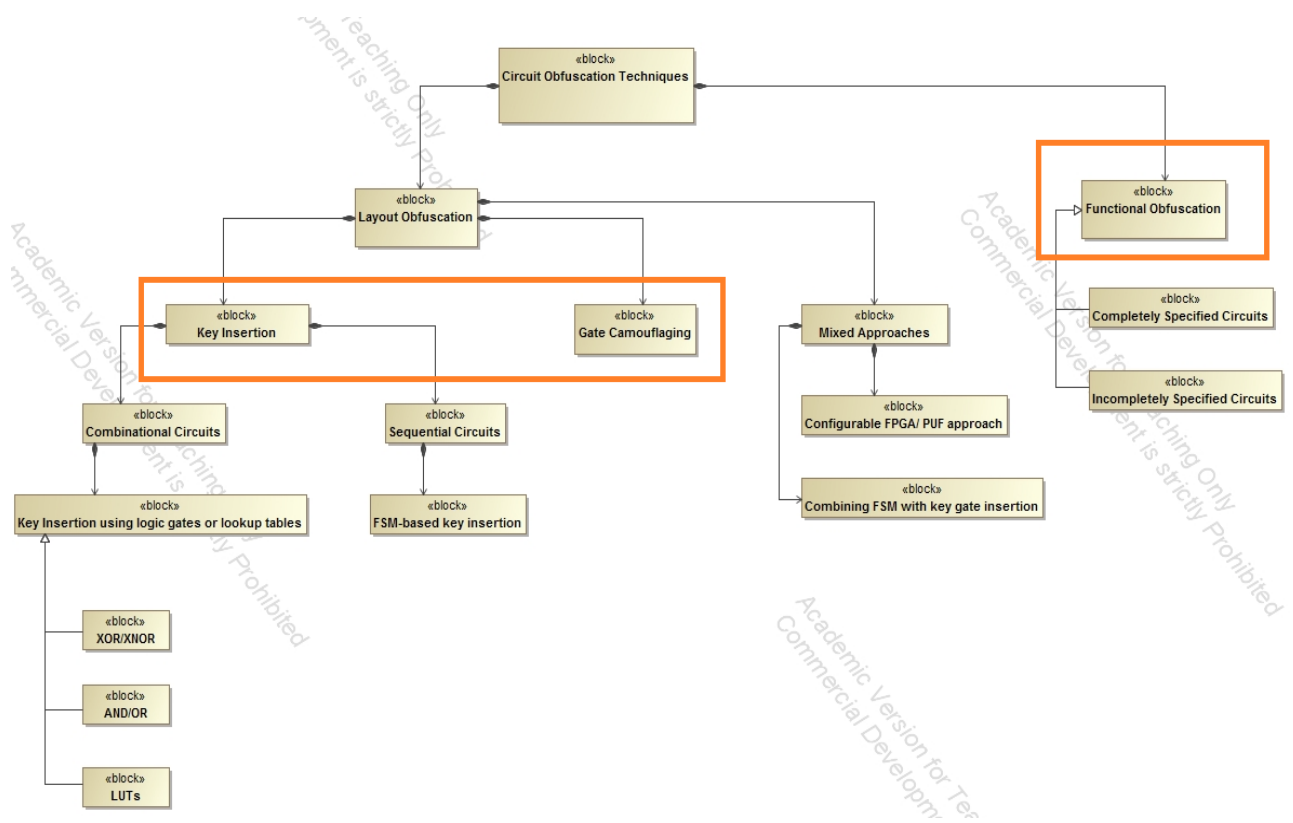 «block»
Circuit Obfuscation Techniques
«block»
Layout Obfuscation
«block»
Functional Obfuscation
«block»
Key Insertion
«block»
Gate Camouflaging
«block»
Mixed Approaches
«block»
Completely Specified Circuits
«block»
Incompletely Specified Circuits
«block»
Combinational Circuits
«block»
Sequential Circuits
«block»
Configurable FPGA/ PUF approach
«block»
Key Insertion using logic gates or lookup tables
«block»
FSM-based key insertion
«block»
Combining FSM with key gate insertion
«block»
XOR/XNOR
«block»
AND/OR
«block»
LUTs
Academic Version for Teaching Only
Commercial Development is strictly Prohibited